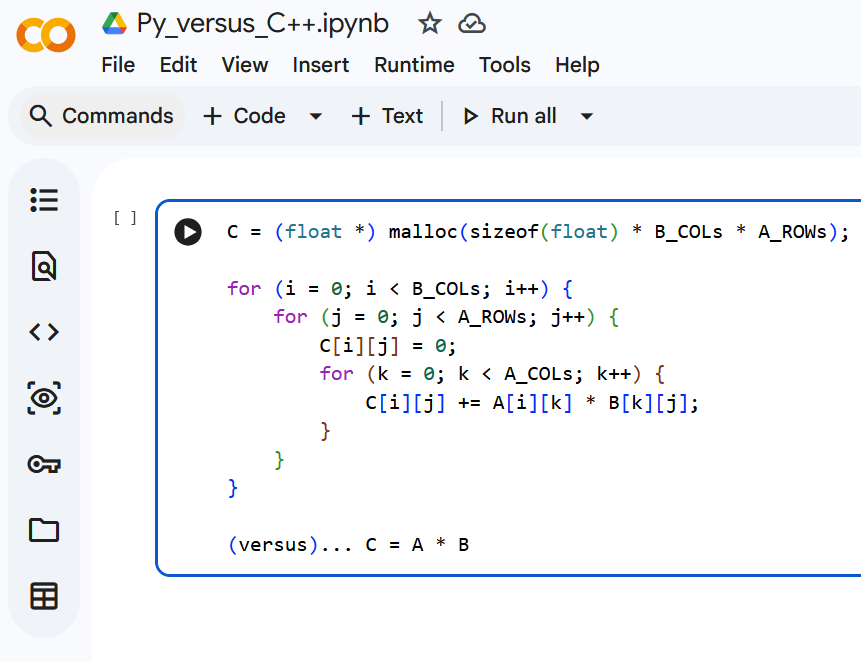 Py_versus_C++.ipynb
File Edit View Insert Runtime Tools Help
Commands + Code + Text Run all
[ ]
C = (float *) malloc(sizeof(float) * B_COLs * A_ROWs);
for (i = 0; i < B_COLs; i++) {
    for (j = 0; j < A_ROWs; j++) {
        C[i][j] = 0;
        for (k = 0; k < A_COLs; k++) {
            C[i][j] += A[i][k] * B[k][j];
        }
    }
}
(versus)... C = A * B